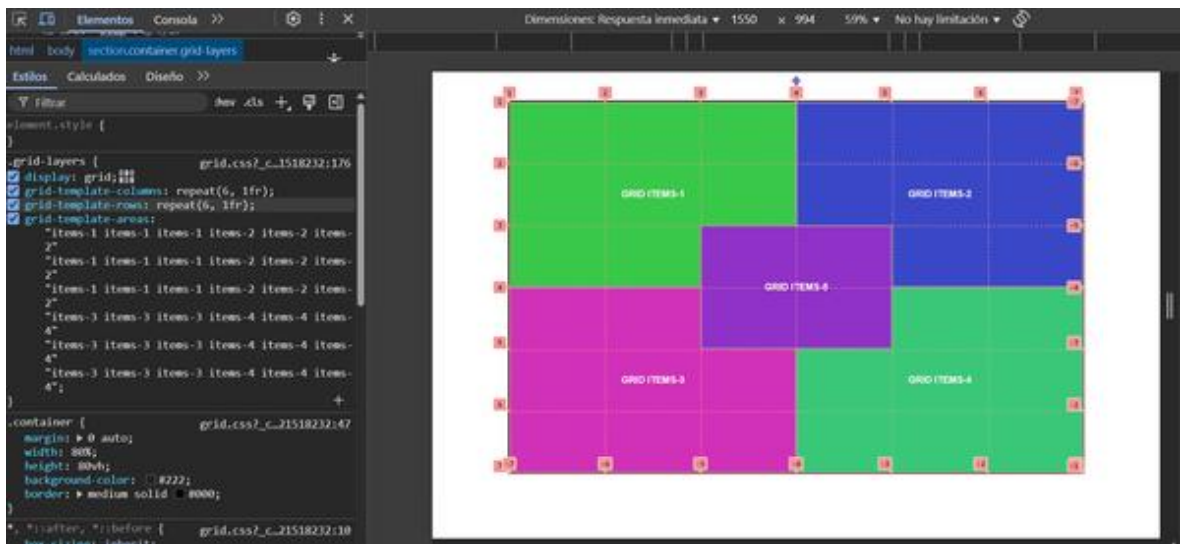 Elementos Consola
Dimensiones: Respuesta inmediata 1550 x 994 59% No hay limitación
html body section.container.grid-layers
Estilos Calculados Diseño
Filtrar :hov .cls
element.style {
}
.grid-layers { grid.css?_c…1518232:176
display: grid;
grid-template-columns: repeat(6, 1fr);
grid-template-rows: repeat(6, 1fr);
grid-template-areas:
"items-1 items-1 items-1 items-2 items-2 items-
2"
"items-1 items-1 items-1 items-2 items-2 items-
2"
"items-1 items-1 items-1 items-2 items-2 items-
2"
"items-3 items-3 items-3 items-4 items-4 items-
4"
"items-3 items-3 items-3 items-4 items-4 items-
4"
"items-3 items-3 items-3 items-4 items-4 items-
4";
}
.container { grid.css?_c…21518232:47
margin: 0 auto;
width: 80%;
height: 80vh;
background-color: #222;
border: medium solid #000;
}
*, *::after, *::before { grid.css?_c…21518232:10
box-sizing: inherit;
GRID ITEMS-1
GRID ITEMS-2
GRID ITEMS-3
GRID ITEMS-4